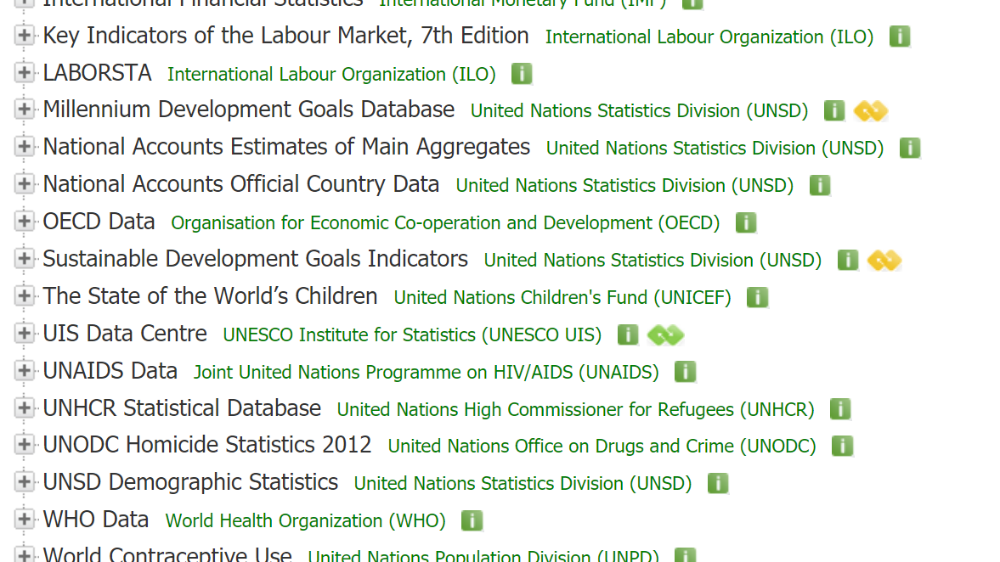 International Financial Statistics International Monetary Fund (IMF)
Key Indicators of the Labour Market, 7th Edition International Labour Organization (ILO)
LABORSTA International Labour Organization (ILO)
Millennium Development Goals Database United Nations Statistics Division (UNSD)
National Accounts Estimates of Main Aggregates United Nations Statistics Division (UNSD)
National Accounts Official Country Data United Nations Statistics Division (UNSD)
OECD Data Organisation for Economic Co-operation and Development (OECD)
Sustainable Development Goals Indicators United Nations Statistics Division (UNSD)
The State of the World’s Children United Nations Children's Fund (UNICEF)
UIS Data Centre UNESCO Institute for Statistics (UNESCO UIS)
UNAIDS Data Joint United Nations Programme on HIV/AIDS (UNAIDS)
UNHCR Statistical Database United Nations High Commissioner for Refugees (UNHCR)
UNODC Homicide Statistics 2012 United Nations Office on Drugs and Crime (UNODC)
UNSD Demographic Statistics United Nations Statistics Division (UNSD)
WHO Data World Health Organization (WHO)
World Contraceptive Use United Nations Population Division (UNPD)